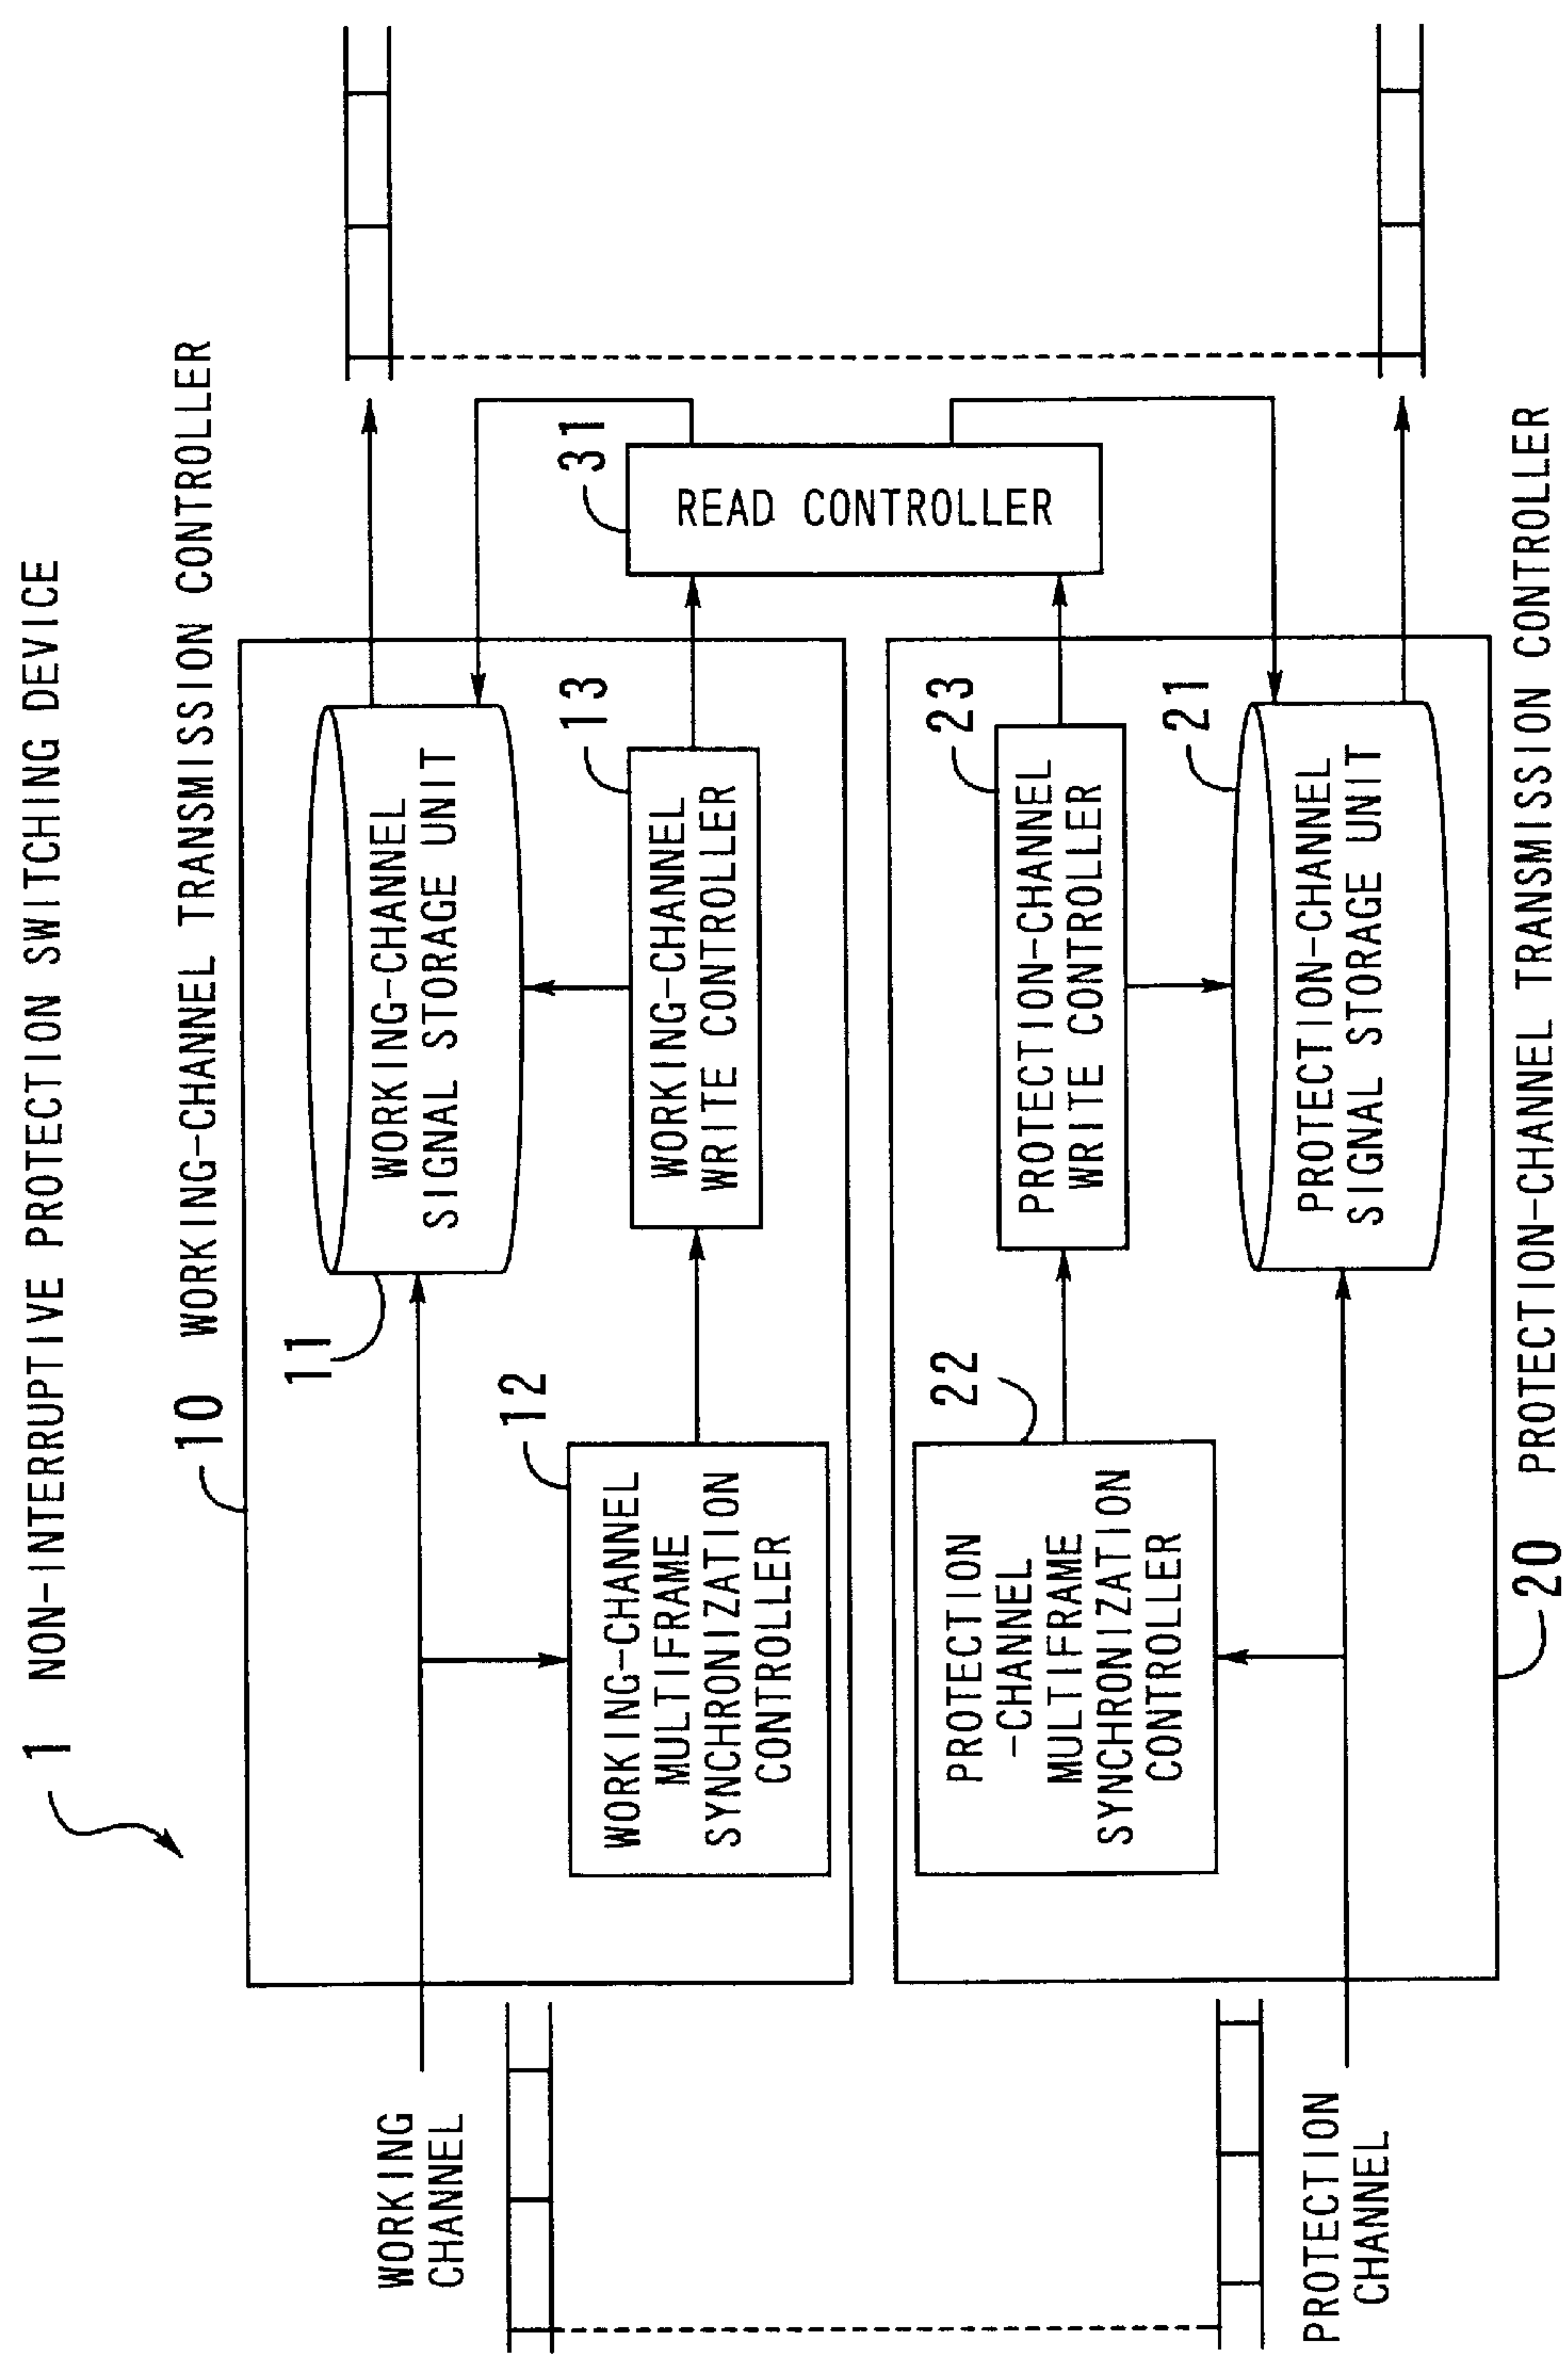 1 NON-INTERRUPTIVE PROTECTION SWITCHING DEVICE
10 WORKING-CHANNEL TRANSMISSION CONTROLLER
WORKING
CHANNEL
11
WORKING-CHANNEL
SIGNAL STORAGE UNIT
12
WORKING-CHANNEL
MULTIFRAME
SYNCHRONIZATION
CONTROLLER
13
WORKING-CHANNEL
WRITE CONTROLLER
31
READ CONTROLLER
22
PROTECTION
-CHANNEL
MULTIFRAME
SYNCHRONIZATION
CONTROLLER
23
PROTECTION-CHANNEL
WRITE CONTROLLER
21
PROTECTION-CHANNEL
SIGNAL STORAGE UNIT
PROTECTION
CHANNEL
20 PROTECTION-CHANNEL TRANSMISSION CONTROLLER